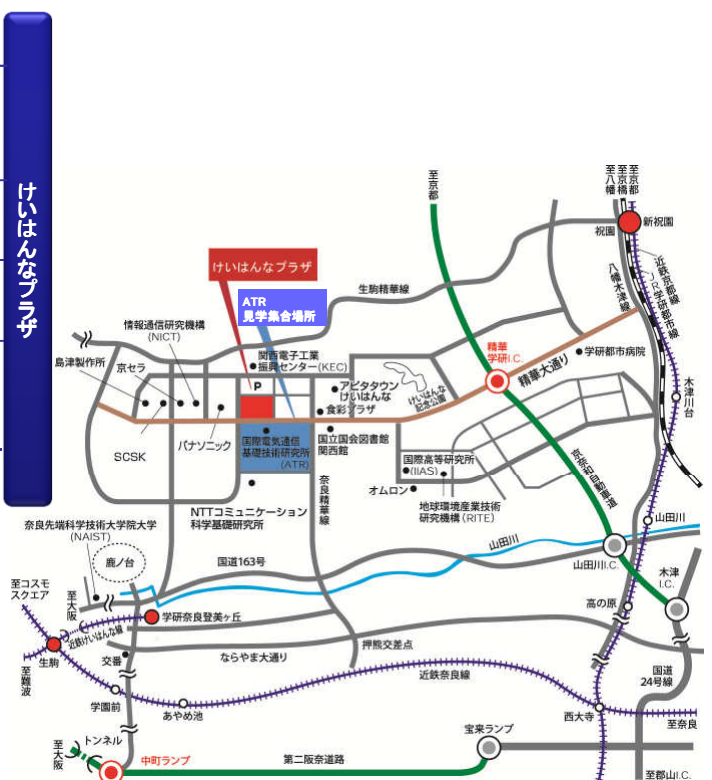 けいはんなプラザ
至京都
至八幡
至京橋
至京都
新祝園
祝園
近鉄京都線
JR学研都市線
八幡木津線
けいはんなプラザ
生駒精華線
ATR
見学集合場所
情報通信研究機構
(NICT)
島津製作所
京セラ
関西電子工業
振興センター(KEC)
精華
学研I.C.
精華大通り
学研都市病院
P
アピタタウン
けいはんな
食彩プラザ
けいはんな
記念公園
木津川台
SCSK
パナソニック
国際電気通信
基礎技術研究所
(ATR)
国立国会図書館
関西館
国際高等研究所
(IIAS)
オムロン
地球環境産業技術
研究機構(RITE)
京奈和自動車道
NTTコミュニケーション
科学基礎研究所
奈良精華線
奈良先端科学技術大学院大学
(NAIST)
山田川
山田川
鹿ノ台
国道163号
山田川I.C.
木津
I.C.
至コスモ
スクエア
至大阪
学研奈良登美ヶ丘
高の原
近鉄けいはんな線
生駒
至難波
交番
ならやま大通り
押熊交差点
近鉄奈良線
国道
24号線
学園前
あやめ池
西大寺
至奈良
至大阪
トンネル
中町ランプ
第二阪奈道路
宝来ランプ
至郡山I.C.